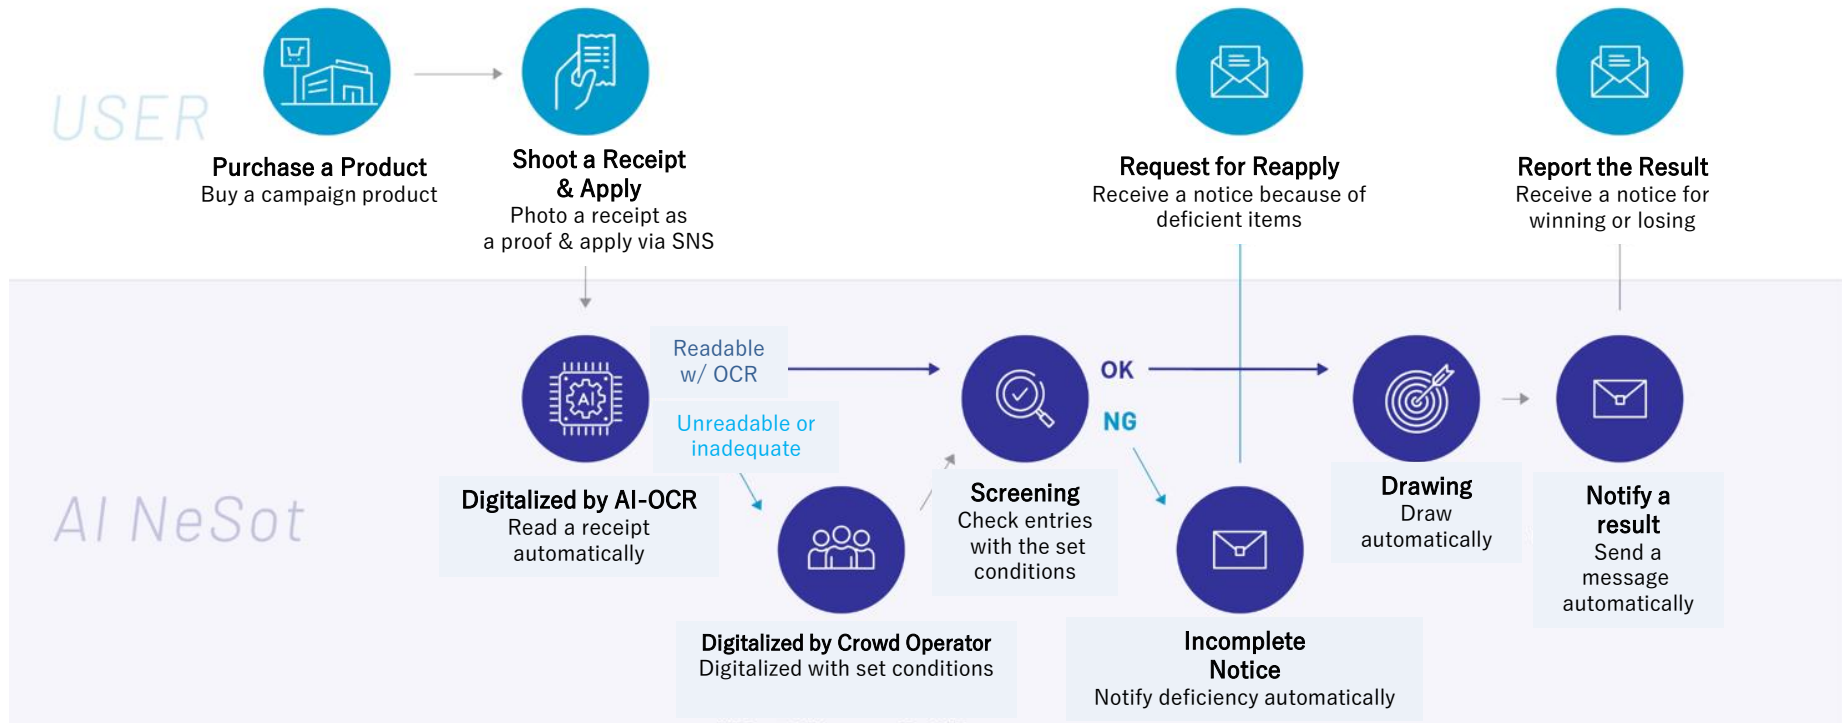 USER
Purchase a Product
Buy a campaign product
Shoot a Receipt
& Apply
Photo a receipt as
a proof & apply via SNS
Request for Reapply
Receive a notice because of
deficient items
Report the Result
Receive a notice for
winning or losing
AI NeSot
AI
Digitalized by AI-OCR
Read a receipt
automatically
Readable
w/ OCR
Unreadable or
inadequate
Digitalized by Crowd Operator
Digitalized with set conditions
Screening
Check entries
with the set
conditions
OK
NG
Incomplete
Notice
Notify deficiency automatically
Drawing
Draw
automatically
Notify a
result
Send a
message
automatically